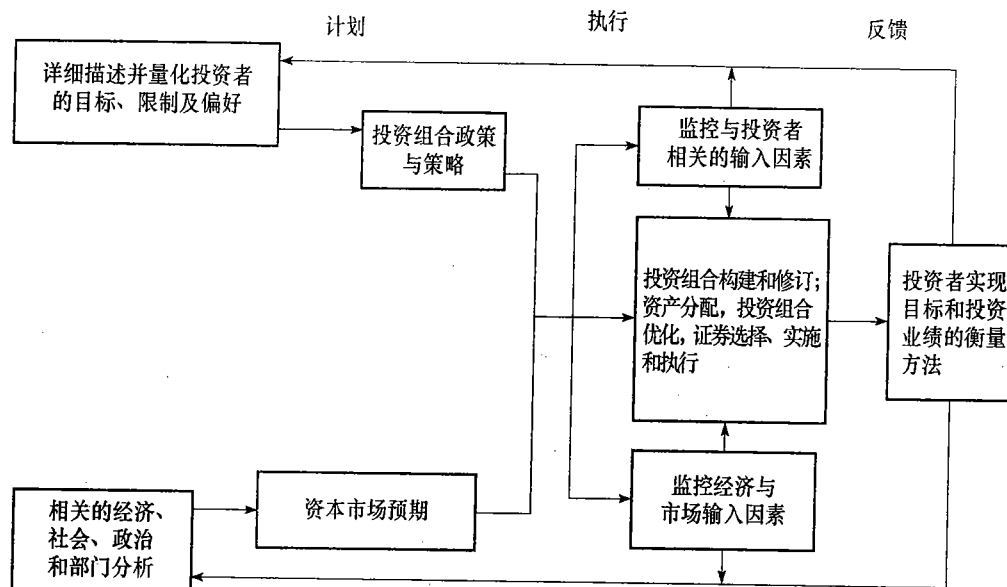 计划
执行
反馈
详细描述并量化投资者
的目标、限制及偏好
投资组合政策
与策略
监控与投资者
相关的输入因素
投资组合构建和修订;
资产分配,投资组合
优化,证券选择、实施
和执行
投资者实现
目标和投资
业绩的衡量
方法
相关的经济、
社会、政治
和部门分析
资本市场预期
监控经济与
市场输入因素